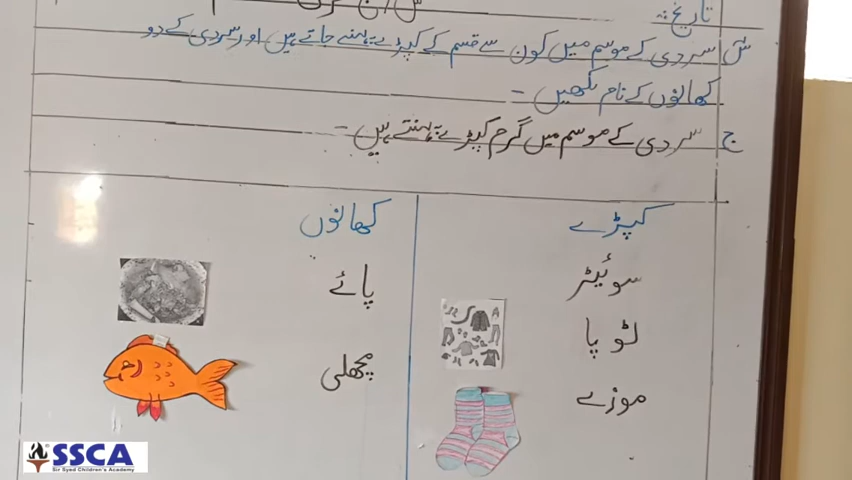 تاریخ:
س سردی کے موسم میں کون سے قسم کے کپڑے پہنے جاتے ہیں اور سردی کے دو
کھانوں کے نام لکھیں -
ج سردی کے موسم میں گرم کپڑے پہنتے ہیں -
کپڑے
سوئیٹر
ٹوپا
موزے
کھانوں
پائے
مچھلی
SSCA
Sir Syed Children's Academy